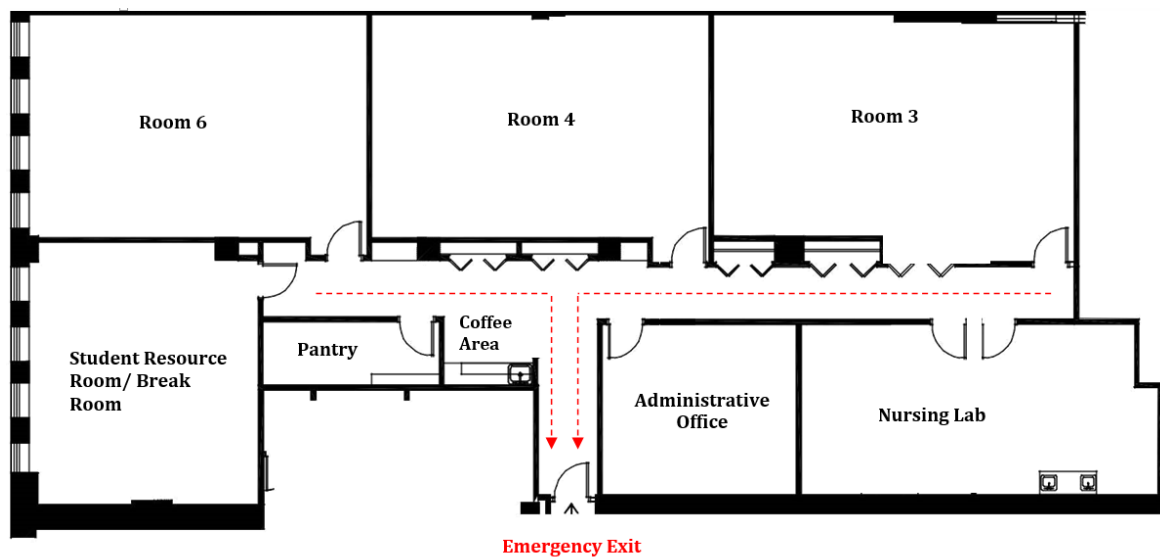 Room 6
Room 4
Room 3
Coffee
Area
Pantry
Student Resource
Room/ Break
Room
Administrative
Office
Nursing Lab
Emergency Exit